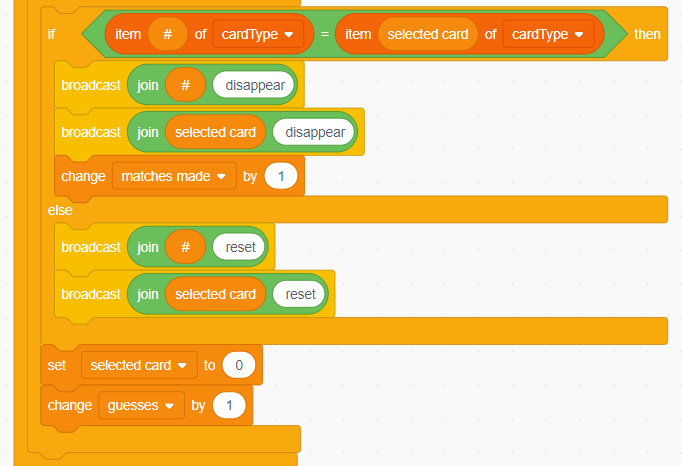 if item # of cardType = item selected card of cardType then
broadcast join # disappear
broadcast join selected card disappear
change matches made by 1
else
broadcast join # reset
broadcast join selected card reset
set selected card to 0
change guesses by 1